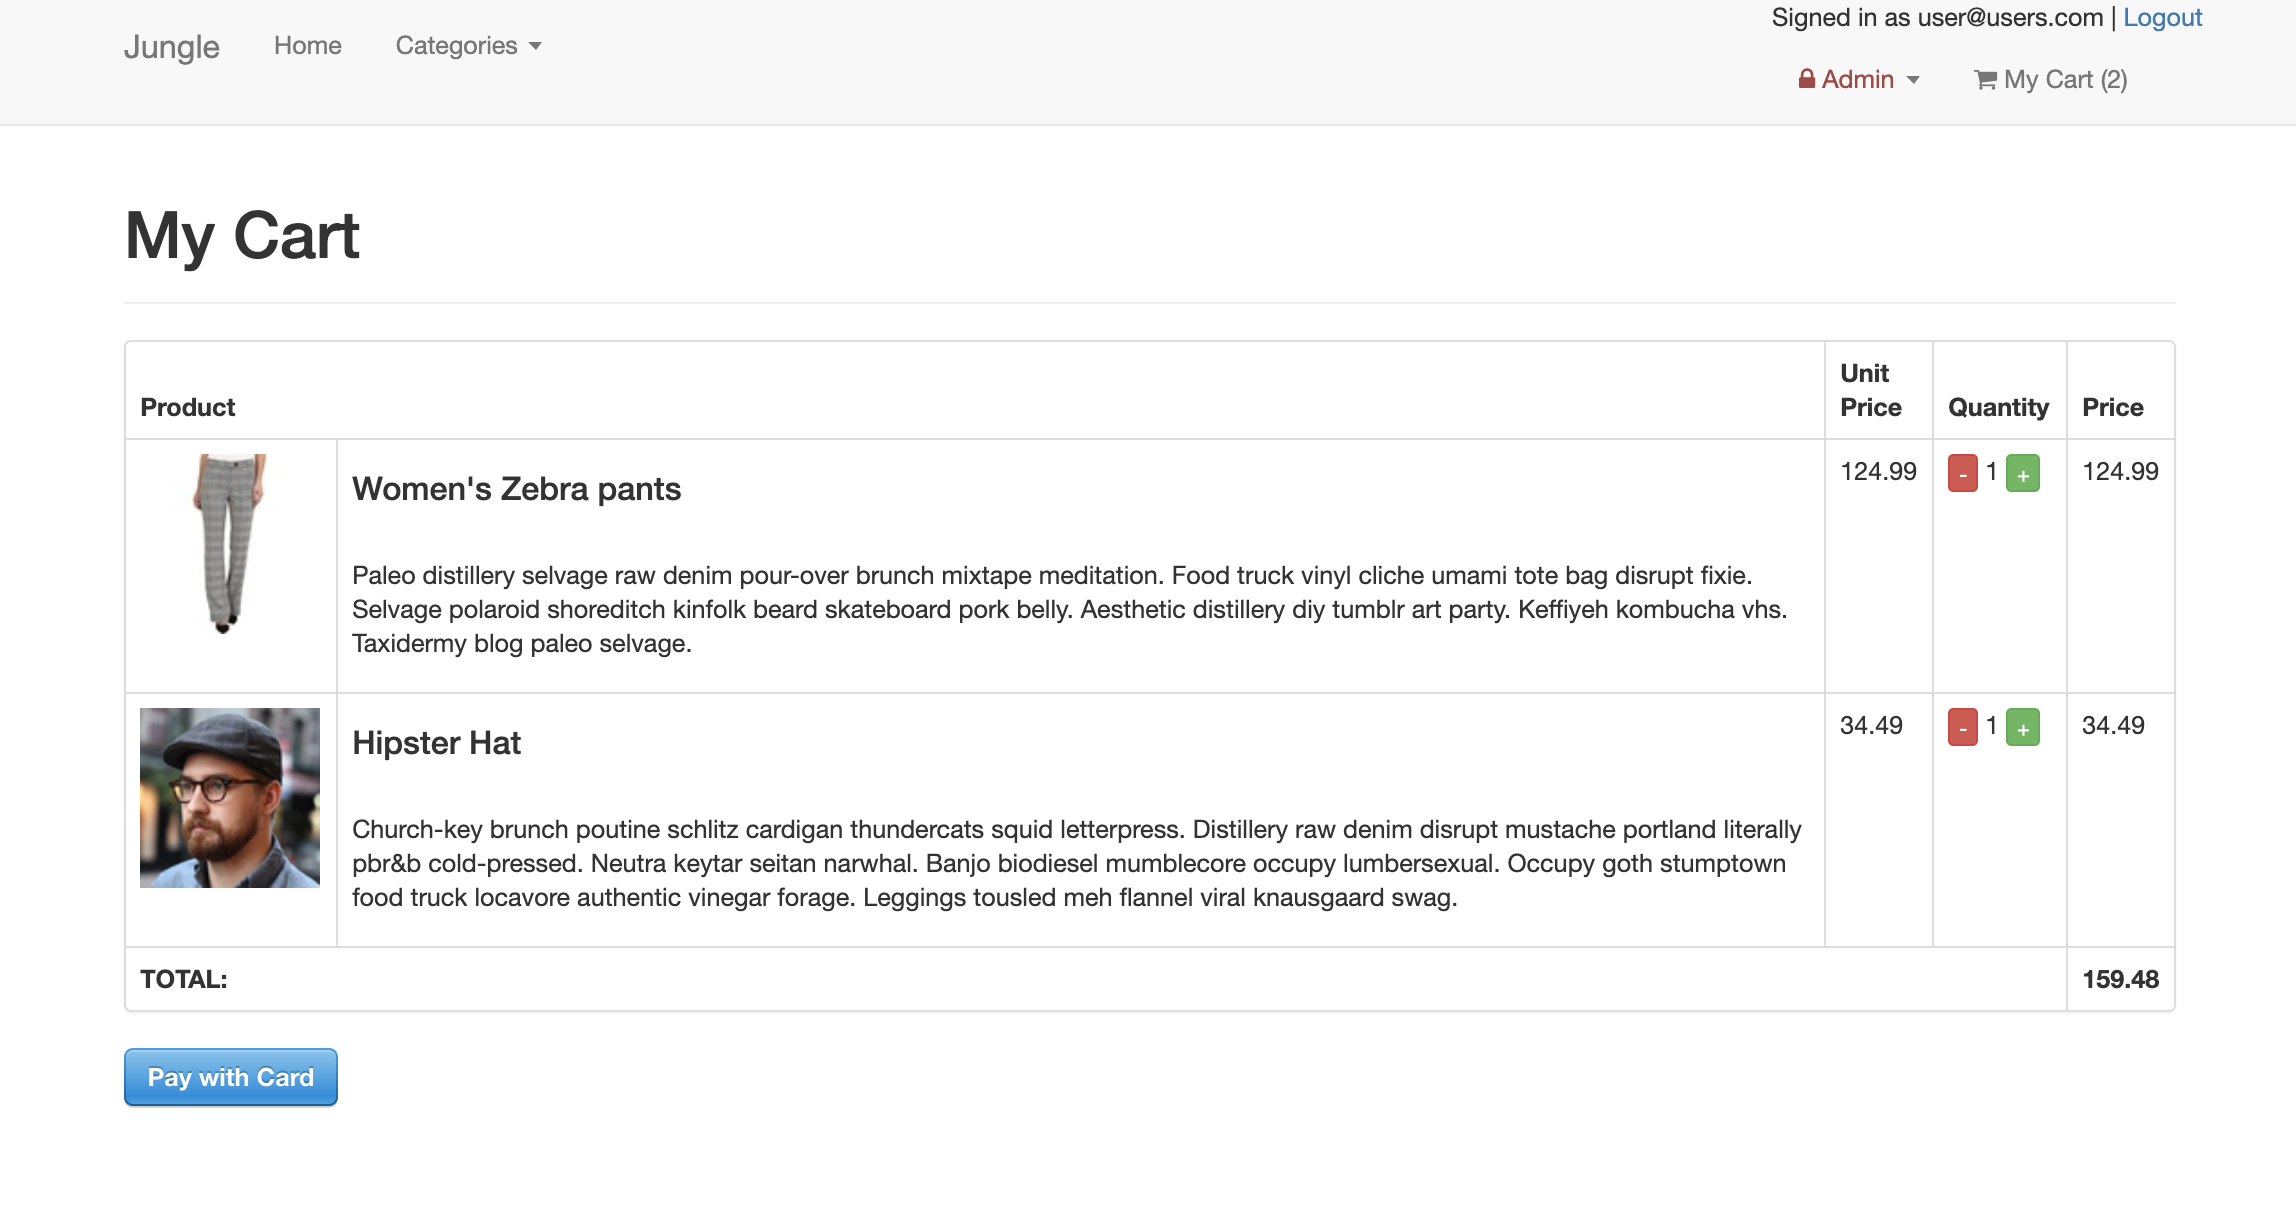 Signed in as user@users.com | Logout
Jungle Home Categories
Admin My Cart (2)
My Cart
Product Unit Price Quantity Price
Women's Zebra pants 124.99 - 1 + 124.99
Paleo distillery selvage raw denim pour-over brunch mixtape meditation. Food truck vinyl cliche umami tote bag disrupt fixie.
Selvage polaroid shoreditch kinfolk beard skateboard pork belly. Aesthetic distillery diy tumblr art party. Keffiyeh kombucha vhs.
Taxidermy blog paleo selvage.
Hipster Hat 34.49 - 1 + 34.49
Church-key brunch poutine schlitz cardigan thundercats squid letterpress. Distillery raw denim disrupt mustache portland literally
pbr&b cold-pressed. Neutra keytar seitan narwhal. Banjo biodiesel mumblecore occupy lumbersexual. Occupy goth stumptown
food truck locavore authentic vinegar forage. Leggings tousled meh flannel viral knausgaard swag.
TOTAL: 159.48
Pay with Card